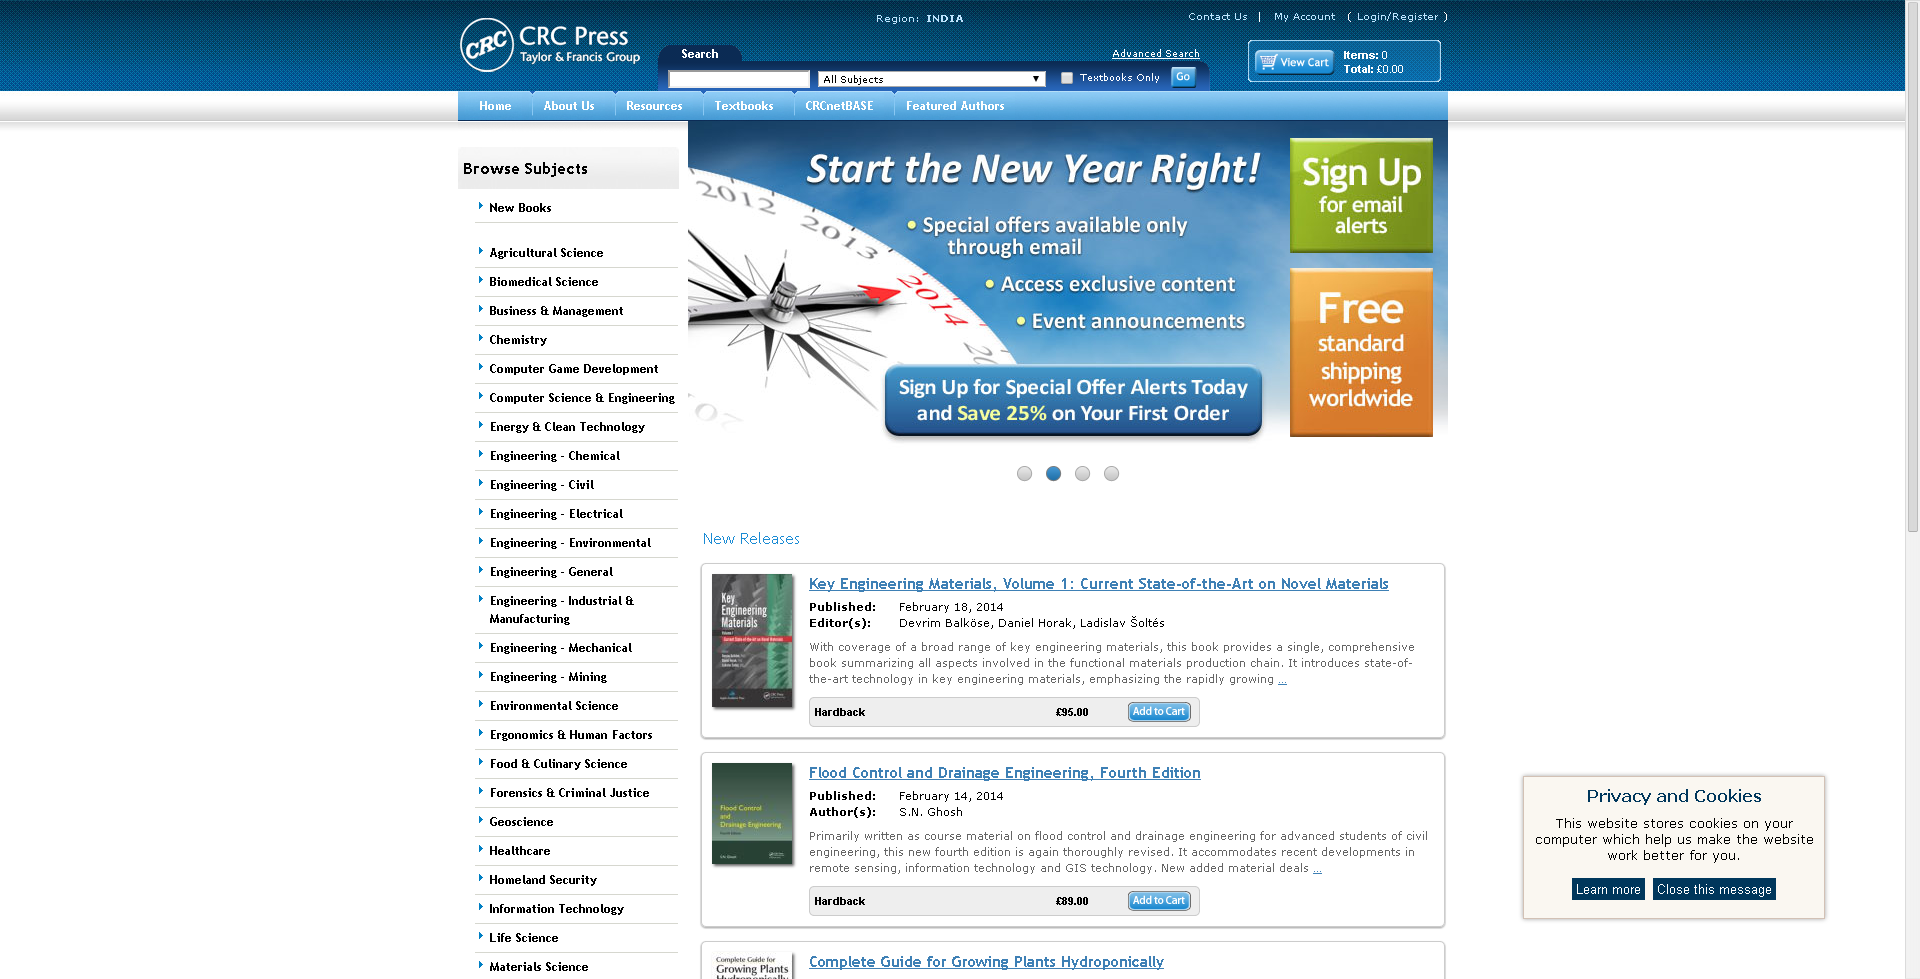 Region: INDIA
Contact Us | My Account ( Login/Register )
CRC
CRC Press
Taylor & Francis Group
Search
Advanced Search
All Subjects
Textbooks Only
Go
View Cart
Items: 0
Total: £0.00
Home
About Us
Resources
Textbooks
CRCnetBASE
Featured Authors
Browse Subjects
New Books
Agricultural Science
Biomedical Science
Business & Management
Chemistry
Computer Game Development
Computer Science & Engineering
Energy & Clean Technology
Engineering - Chemical
Engineering - Civil
Engineering - Electrical
Engineering - Environmental
Engineering - General
Engineering - Industrial &
Manufacturing
Engineering - Mechanical
Engineering - Mining
Environmental Science
Ergonomics & Human Factors
Food & Culinary Science
Forensics & Criminal Justice
Geoscience
Healthcare
Homeland Security
Information Technology
Life Science
Materials Science
Start the New Year Right!
2012
2013
2014
• Special offers available only
through email
• Access exclusive content
• Event announcements
Sign Up for Special Offer Alerts Today
and Save 25% on Your First Order
Sign Up
for email
alerts
Free
standard
shipping
worldwide
New Releases
Key
Engineering
Materials
Key Engineering Materials, Volume 1: Current State-of-the-Art on Novel Materials
Published: February 18, 2014
Editor(s): Devrim Balköse, Daniel Horak, Ladislav Šoltés
With coverage of a broad range of key engineering materials, this book provides a single, comprehensive
book summarizing all aspects involved in the functional materials production chain. It introduces state-of-
the-art technology in key engineering materials, emphasizing the rapidly growing ...
Hardback £95.00 Add to Cart
Flood Control
and
Drainage Engineering
Flood Control and Drainage Engineering, Fourth Edition
Published: February 14, 2014
Author(s): S.N. Ghosh
Primarily written as course material on flood control and drainage engineering for advanced students of civil
engineering, this new fourth edition is again thoroughly revised. It accommodates recent developments in
remote sensing, information technology and GIS technology. New added material deals ...
Hardback £89.00 Add to Cart
Complete Guide for
Growing Plants
Hydroponically
Complete Guide for Growing Plants Hydroponically
Privacy and Cookies
This website stores cookies on your
computer which help us make the website
work better for you.
Learn more
Close this message